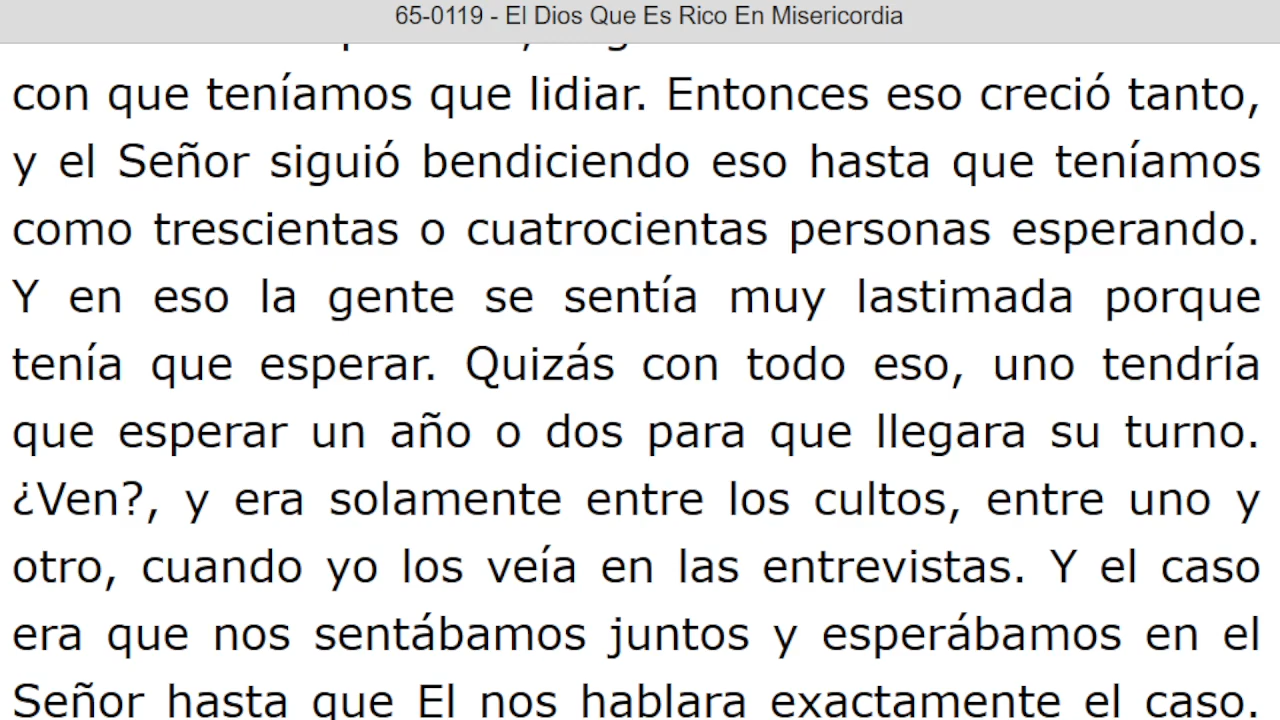 65-0119 - El Dios Que Es Rico En Misericordia
con que teníamos que lidiar. Entonces eso creció tanto,
y el Señor siguió bendiciendo eso hasta que teníamos
como trescientas o cuatrocientas personas esperando.
Y en eso la gente se sentía muy lastimada porque
tenía que esperar. Quizás con todo eso, uno tendría
que esperar un año o dos para que llegara su turno.
¿Ven?, y era solamente entre los cultos, entre uno y
otro, cuando yo los veía en las entrevistas. Y el caso
era que nos sentábamos juntos y esperábamos en el
Señor hasta que El nos hablara exactamente el caso.